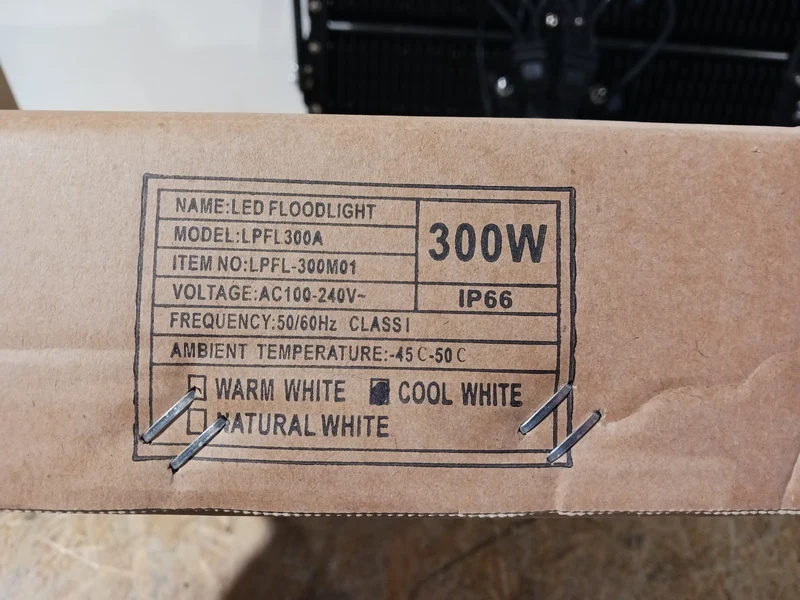 NAME:LED FLOODLIGHT
MODEL:LPFL300A
300W
ITEM NO:LPFL-300M01
VOLTAGE:AC100-240V~
IP66
FREQUENCY:50/60Hz CLASS I
AMBIENT TEMPERATURE:-45 C-50 C
WARM WHITE COOL WHITE
NATURAL WHITE